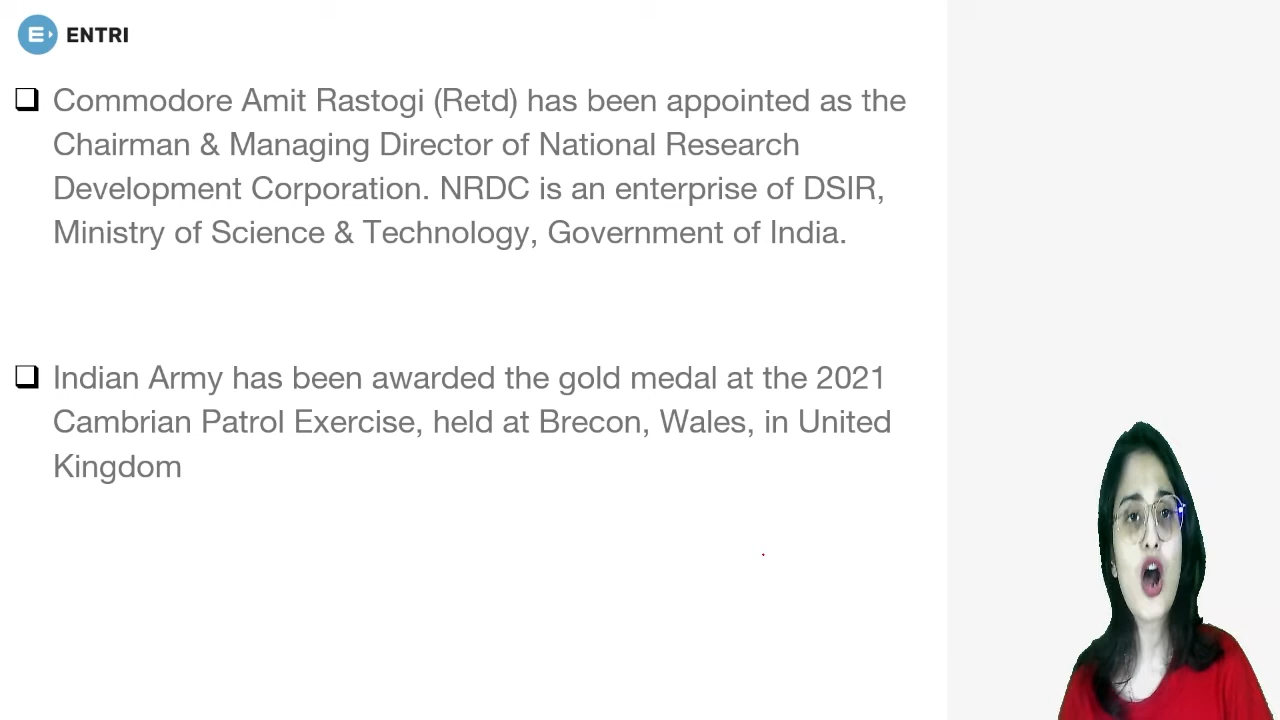 ENTRI
Commodore Amit Rastogi (Retd) has been appointed as the
Chairman & Managing Director of National Research
Development Corporation. NRDC is an enterprise of DSIR,
Ministry of Science & Technology, Government of India.
Indian Army has been awarded the gold medal at the 2021
Cambrian Patrol Exercise, held at Brecon, Wales, in United
Kingdom